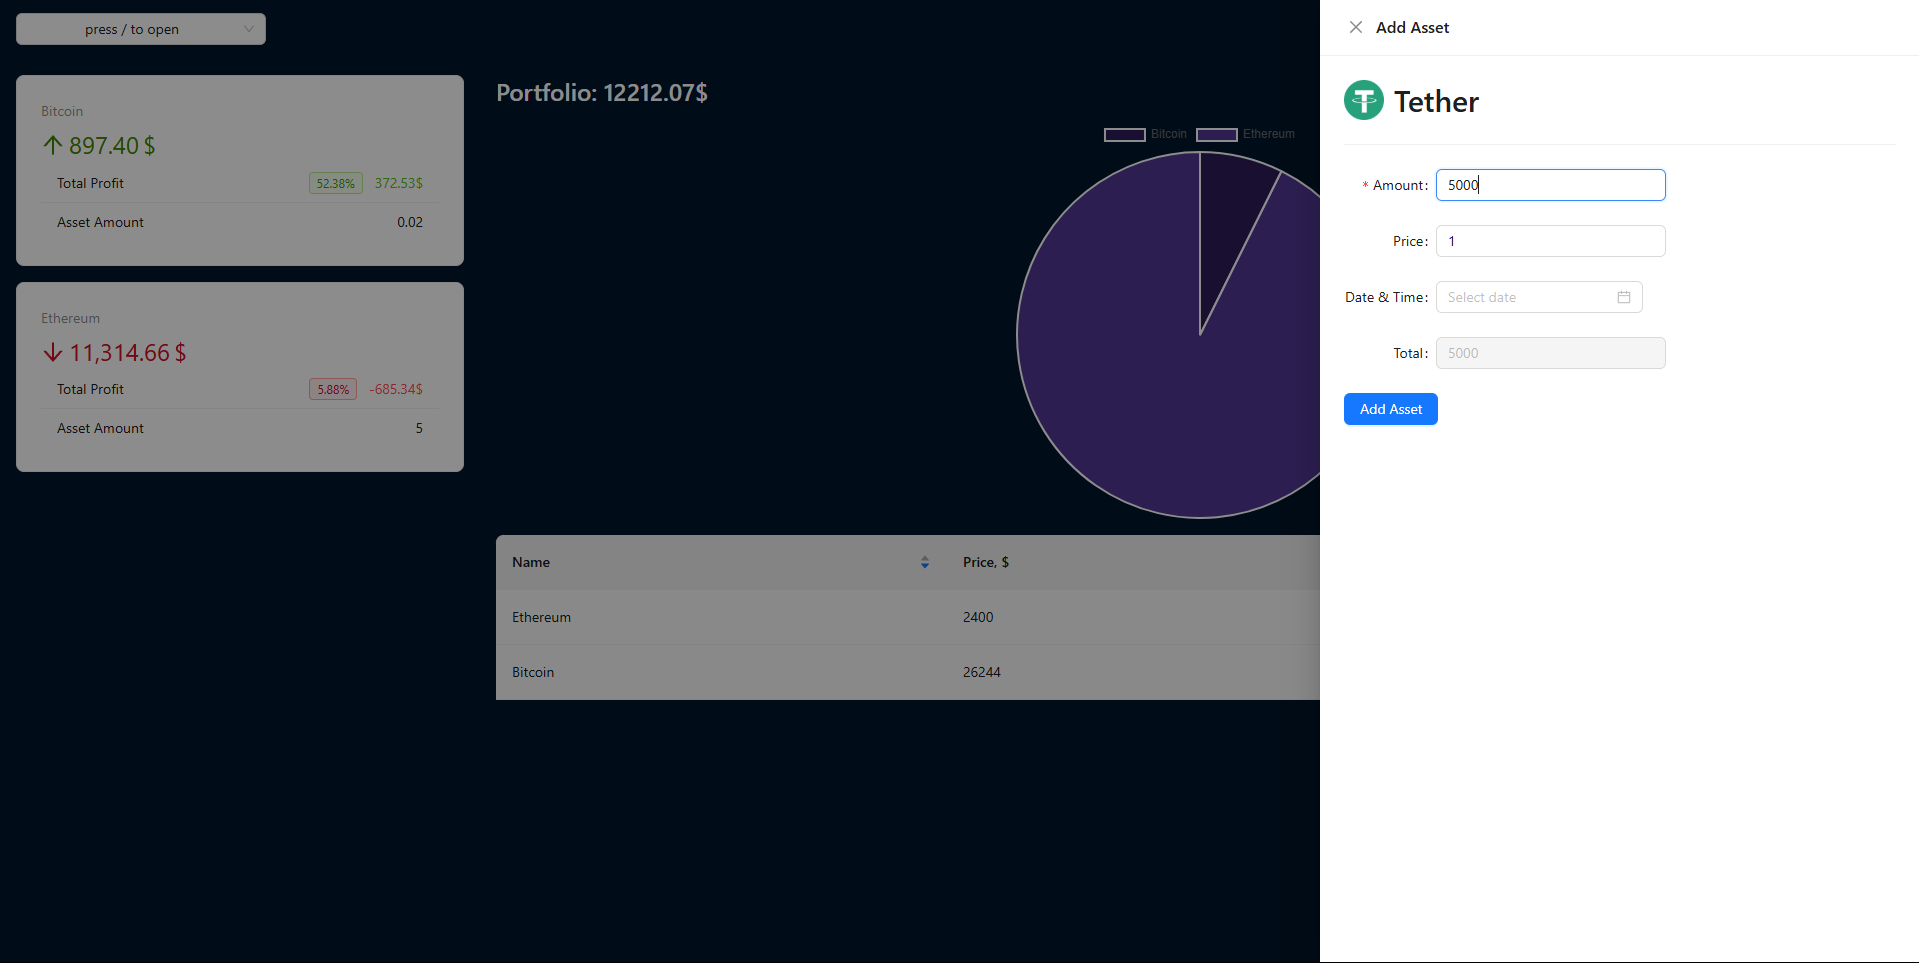 press / to open
Bitcoin
897.40 $
Total Profit 52.38% 372.53$
Asset Amount 0.02
Ethereum
11,314.66 $
Total Profit 5.88% -685.34$
Asset Amount 5
Portfolio: 12212.07$
Bitcoin Ethereum
Name Price, $
Ethereum 2400
Bitcoin 26244
Add Asset
Tether
* Amount: 5000
Price: 1
Date & Time: Select date
Total: 5000
Add Asset